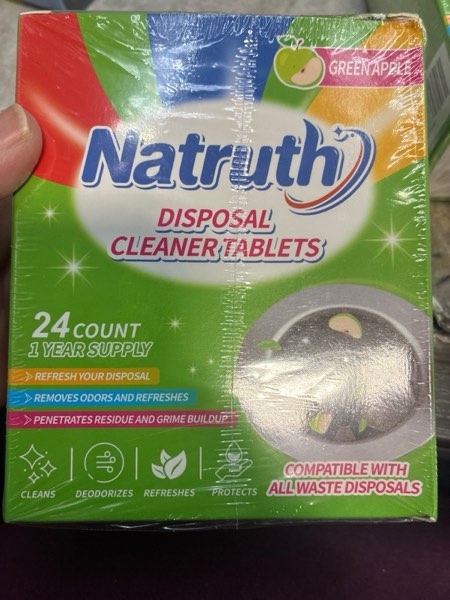 GREEN APPLE
Natruth
DISPOSAL
CLEANER TABLETS
24 COUNT
1 YEAR SUPPLY
REFRESH YOUR DISPOSAL
REMOVES ODORS AND REFRESHES
PENETRATES RESIDUE AND GRIME BUILDUP
CLEANS DEODORIZES REFRESHES PROTECTS
COMPATIBLE WITH
ALL WASTE DISPOSALS